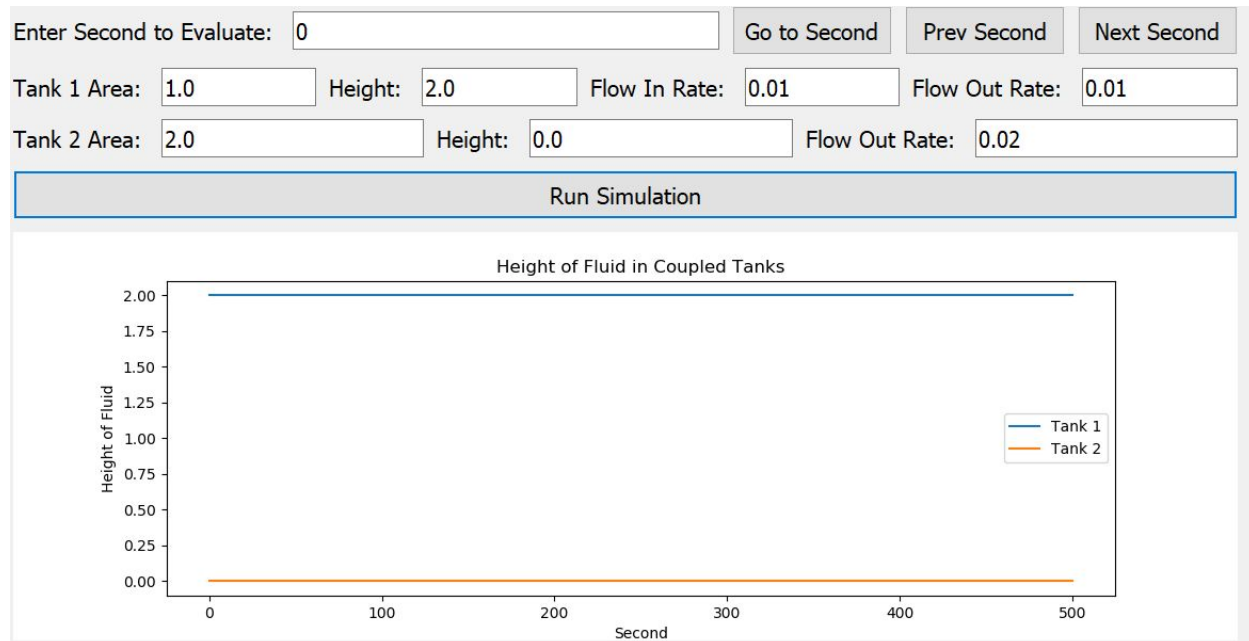 Enter Second to Evaluate: 0 Go to Second Prev Second Next Second
Tank 1 Area: 1.0 Height: 2.0 Flow In Rate: 0.01 Flow Out Rate: 0.01
Tank 2 Area: 2.0 Height: 0.0 Flow Out Rate: 0.02
Run Simulation
Height of Fluid in Coupled Tanks
Height of Fluid
2.00
1.75
1.50
1.25
1.00
0.75
0.50
0.25
0.00
Tank 1
Tank 2
0 100 200 300 400 500
Second